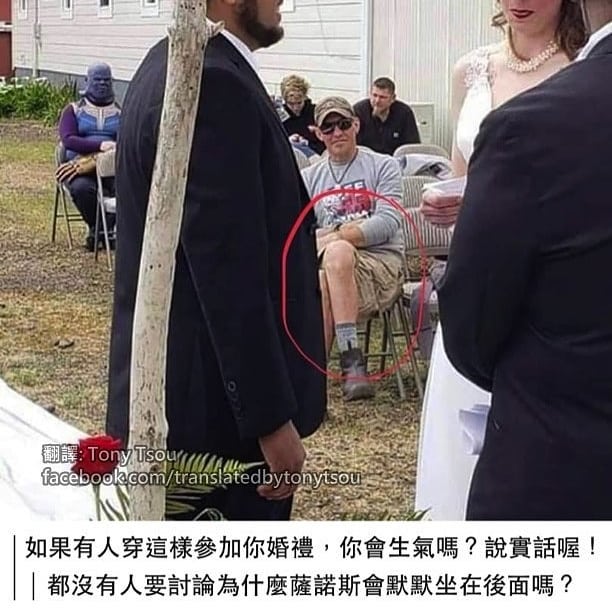 翻譯: Tony Tsou
facebook.com/translatedbytonytsou
如果有人穿這樣參加你婚禮，你會生氣嗎？說實話喔！
都沒有人要討論為什麼薩諾斯會默默坐在後面嗎？